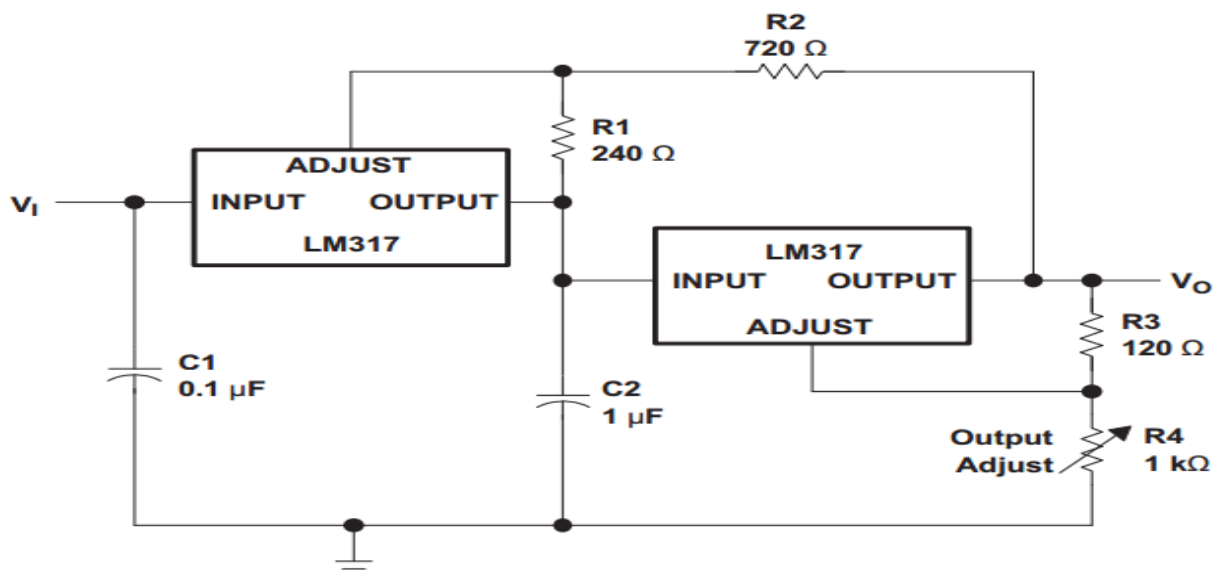 R2
720 Ω
R1
240 Ω
ADJUST
INPUT OUTPUT
LM317
VI
LM317
INPUT OUTPUT
ADJUST
VO
R3
120 Ω
C1
0.1 µF
C2
1 µF
Output
Adjust
R4
1 kΩ